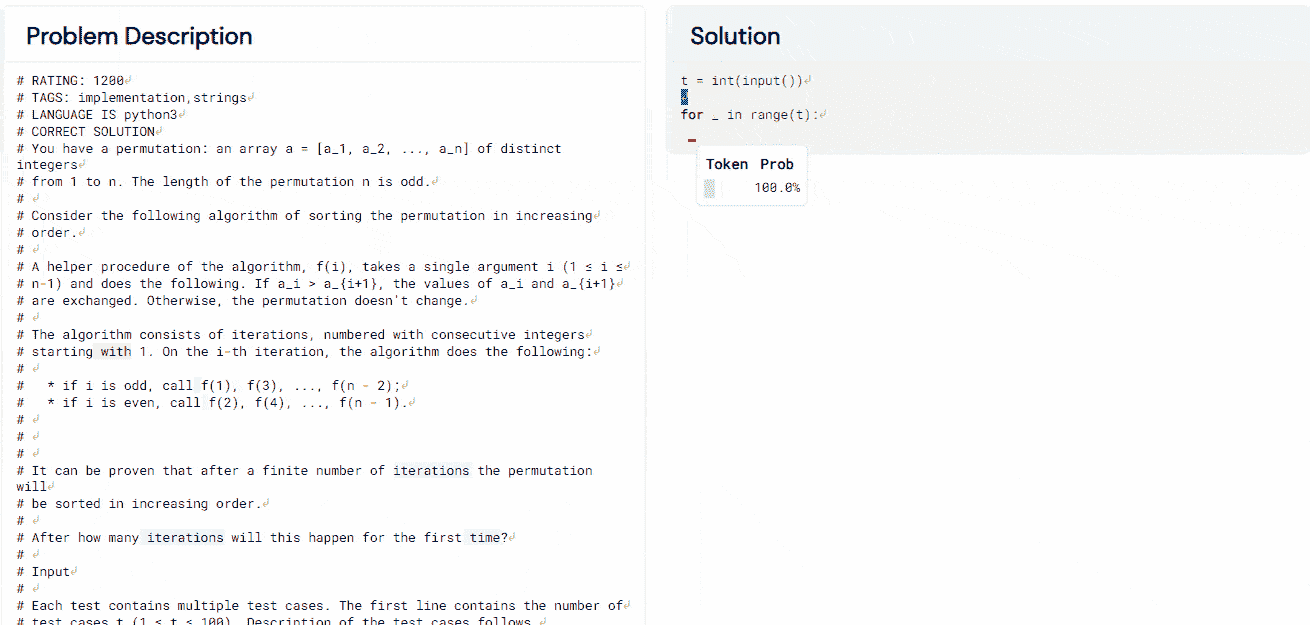 Problem Description
# RATING: 1200
# TAGS: implementation,strings
# LANGUAGE IS python3
# CORRECT SOLUTION
# You have a permutation: an array a = [a_1, a_2, ..., a_n] of distinct
integers
# from 1 to n. The length of the permutation n is odd.
#
# Consider the following algorithm of sorting the permutation in increasing
# order.
#
# A helper procedure of the algorithm, f(i), takes a single argument i (1 ≤ i ≤
# n-1) and does the following. If a_i > a_{i+1}, the values of a_i and a_{i+1}
# are exchanged. Otherwise, the permutation doesn't change.
#
# The algorithm consists of iterations, numbered with consecutive integers
# starting with 1. On the i-th iteration, the algorithm does the following:
#
#   * if i is odd, call f(1), f(3), ..., f(n - 2);
#   * if i is even, call f(2), f(4), ..., f(n - 1).
#
#
#
# It can be proven that after a finite number of iterations the permutation
will
# be sorted in increasing order.
#
# After how many iterations will this happen for the first time?
#
# Input
#
# Each test contains multiple test cases. The first line contains the number of
# test cases t (1 ≤ t ≤ 100). Description of the test cases follows.
Solution
t = int(input())
for _ in range(t):
Token Prob
100.0%